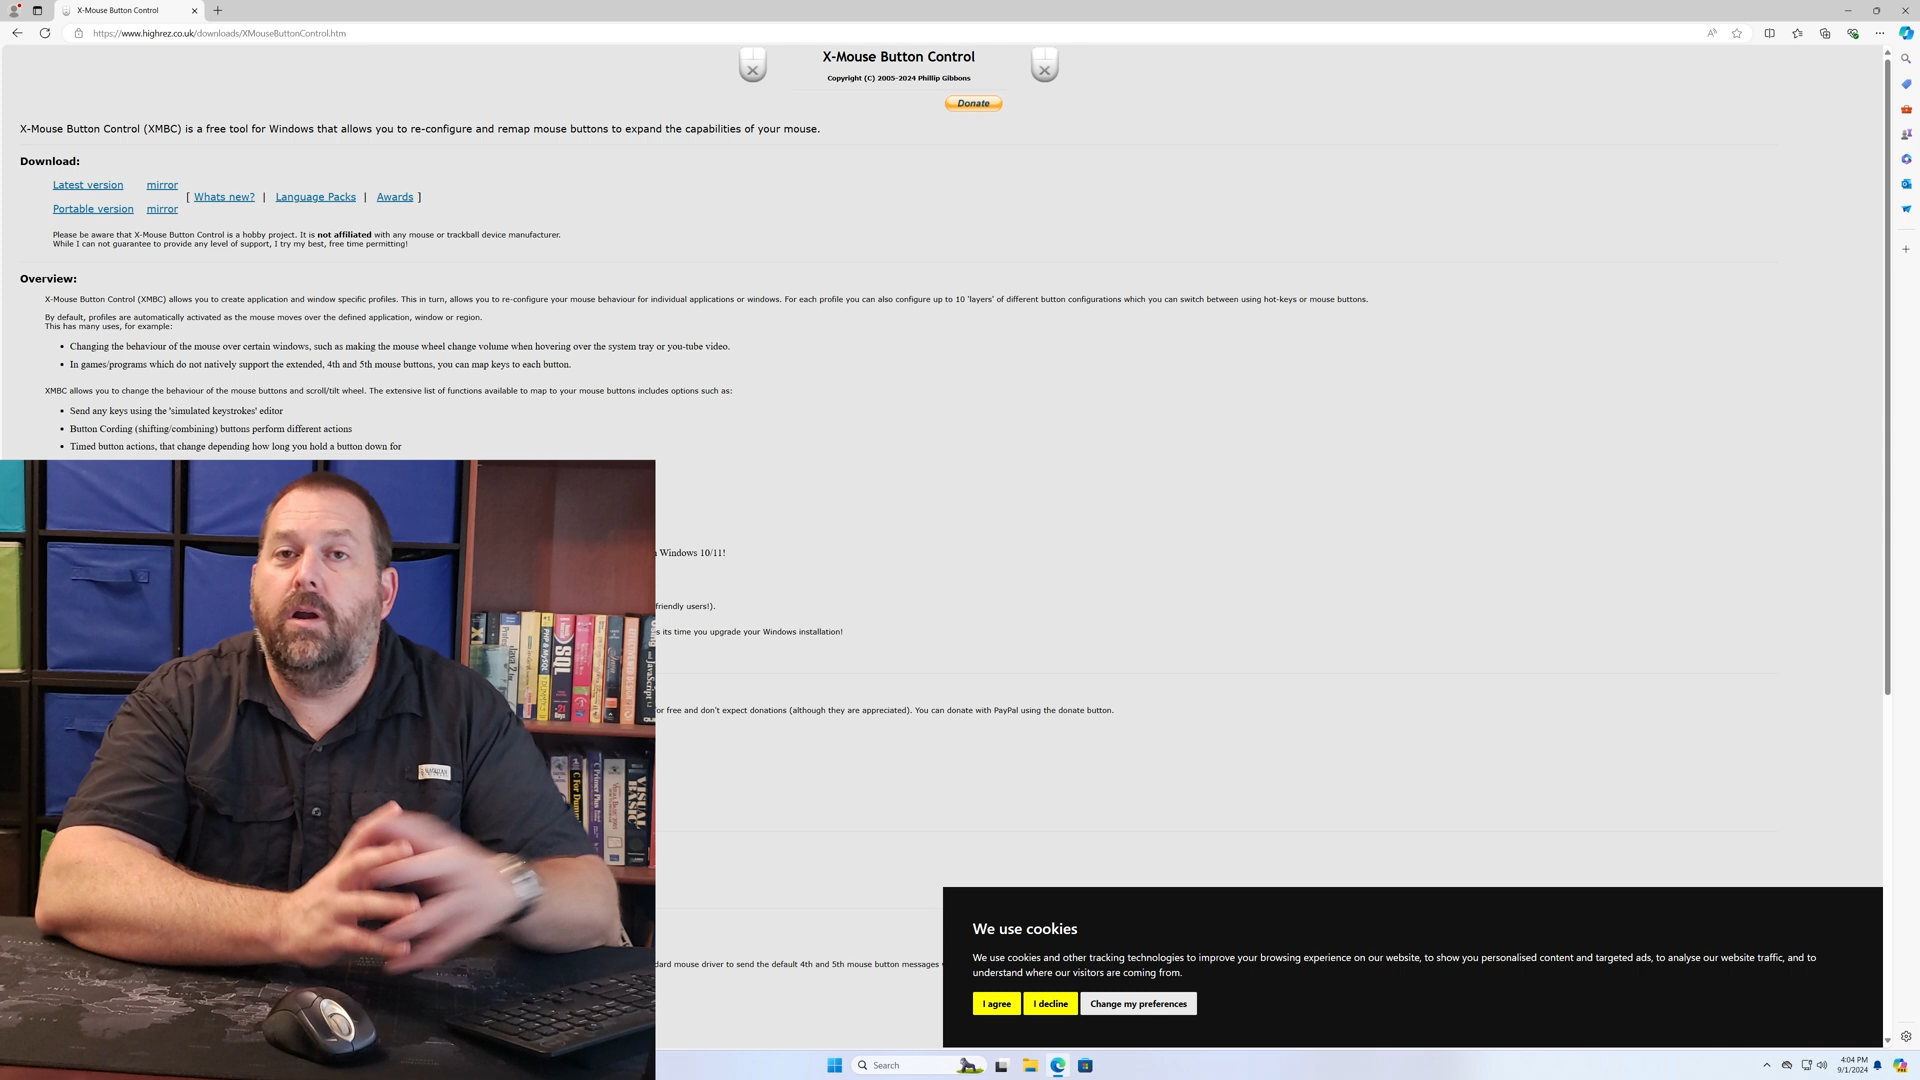 X-Mouse Button Control
https://www.highrez.co.uk/downloads/XMouseButtonControl.htm
X-Mouse Button Control
Copyright (C) 2005-2024 Phillip Gibbons
Donate
X-Mouse Button Control (XMBC) is a free tool for Windows that allows you to re-configure and remap mouse buttons to expand the capabilities of your mouse.
Download:
Latest version mirror
[ Whats new? | Language Packs | Awards ]
Portable version mirror
Please be aware that X-Mouse Button Control is a hobby project. It is not affiliated with any mouse or trackball device manufacturer.
While I can not guarantee to provide any level of support, I try my best, free time permitting!
Overview:
X-Mouse Button Control (XMBC) allows you to create application and window specific profiles. This in turn, allows you to re-configure your mouse behaviour for individual applications or windows. For each profile you can also configure up to 10 'layers' of different button configurations which you can switch between using hot-keys or mouse buttons.
By default, profiles are automatically activated as the mouse moves over the defined application, window or region.
This has many uses, for example:
• Changing the behaviour of the mouse over certain windows, such as making the mouse wheel change volume when hovering over the system tray or you-tube video.
• In games/programs which do not natively support the extended, 4th and 5th mouse buttons, you can map keys to each button.
XMBC allows you to change the behaviour of the mouse buttons and scroll/tilt wheel. The extensive list of functions available to map to your mouse buttons includes options such as:
• Send any keys using the 'simulated keystrokes' editor
• Button Cording (shifting/combining) buttons perform different actions
• Timed button actions, that change depending how long you hold a button down for
Windows 10/11!
friendly users!).
s its time you upgrade your Windows installation!
or free and don't expect donations (although they are appreciated). You can donate with PayPal using the donate button.
dard mouse driver to send the default 4th and 5th mouse button messages
PHP & MYSQL
Java 2
SQL
21
Days
JavaScript
C For Dummies
C Primer Plus
VISUAL
BASIC
MAGELLAN
We use cookies
We use cookies and other tracking technologies to improve your browsing experience on our website, to show you personalised content and targeted ads, to analyse our website traffic, and to
understand where our visitors are coming from.
I agree I decline Change my preferences
Search
4:04 PM
9/1/2024